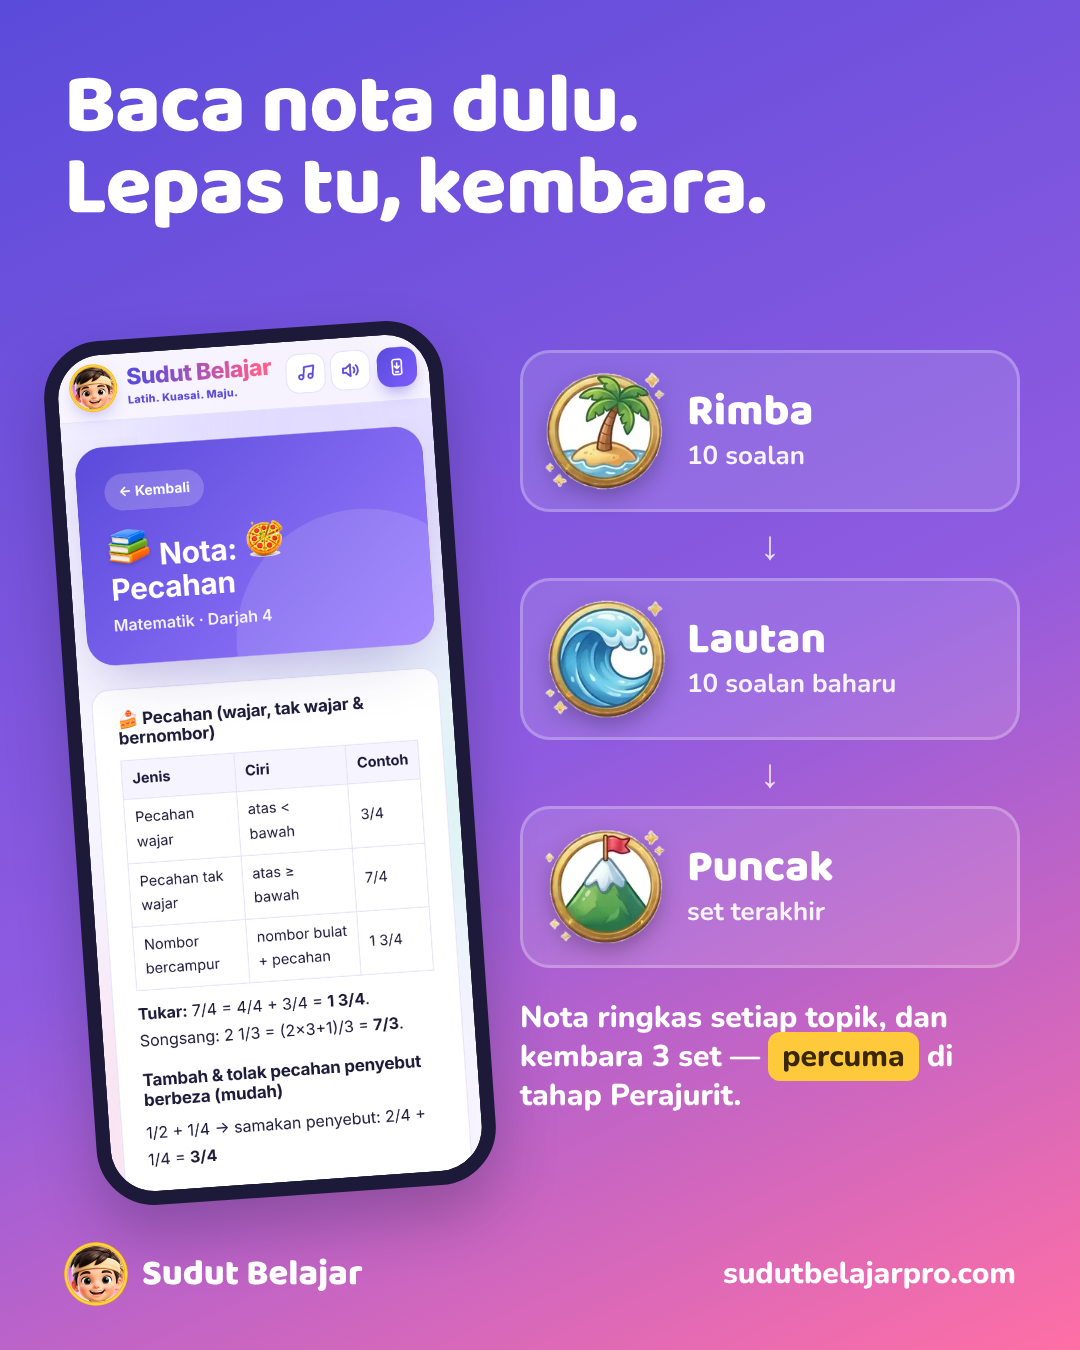 Baca nota dulu.
Lepas tu, kembara.
Sudut Belajar
Latih. Kuasai. Maju.
← Kembali
Nota:
Pecahan
Matematik · Darjah 4
Pecahan (wajar, tak wajar &
bernombor)
Jenis Ciri Contoh
Pecahan wajar atas < bawah 3/4
Pecahan tak wajar atas ≥ bawah 7/4
Nombor bercampur nombor bulat + pecahan 1 3/4
Tukar: 7/4 = 4/4 + 3/4 = 1 3/4.
Songsang: 2 1/3 = (2×3+1)/3 = 7/3.
Tambah & tolak pecahan penyebut
berbeza (mudah)
1/2 + 1/4 → samakan penyebut: 2/4 +
1/4 = 3/4
Rimba
10 soalan
↓
Lautan
10 soalan baharu
↓
Puncak
set terakhir
Nota ringkas setiap topik, dan
kembara 3 set — percuma di
tahap Perajurit.
Sudut Belajar
sudutbelajarpro.com